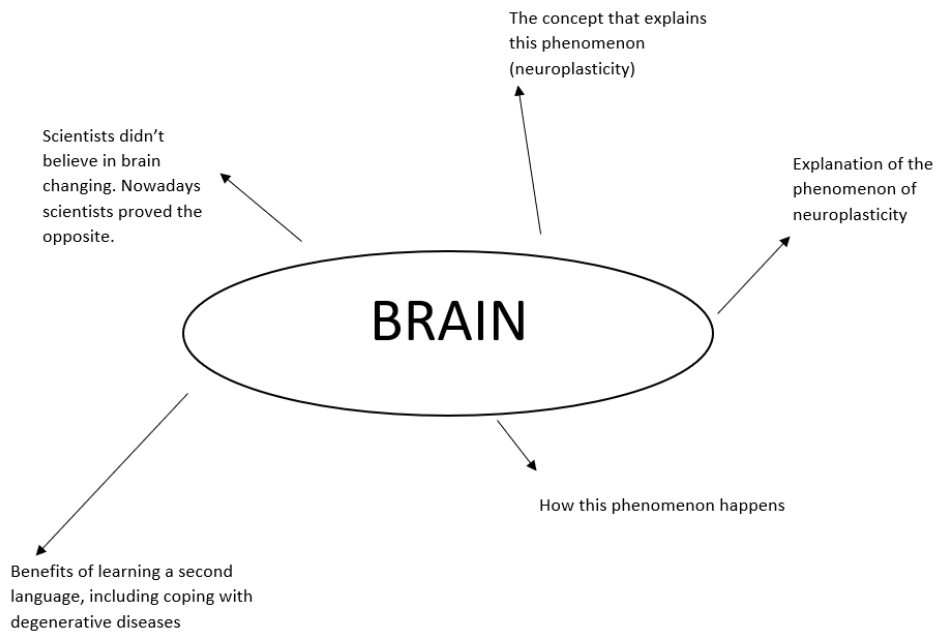 The concept that explains
this phenomenon
(neuroplasticity)
Scientists didn’t
believe in brain
changing. Nowadays
scientists proved the
opposite.
Explanation of the
phenomenon of
neuroplasticity
BRAIN
How this phenomenon happens
Benefits of learning a second
language, including coping with
degenerative diseases